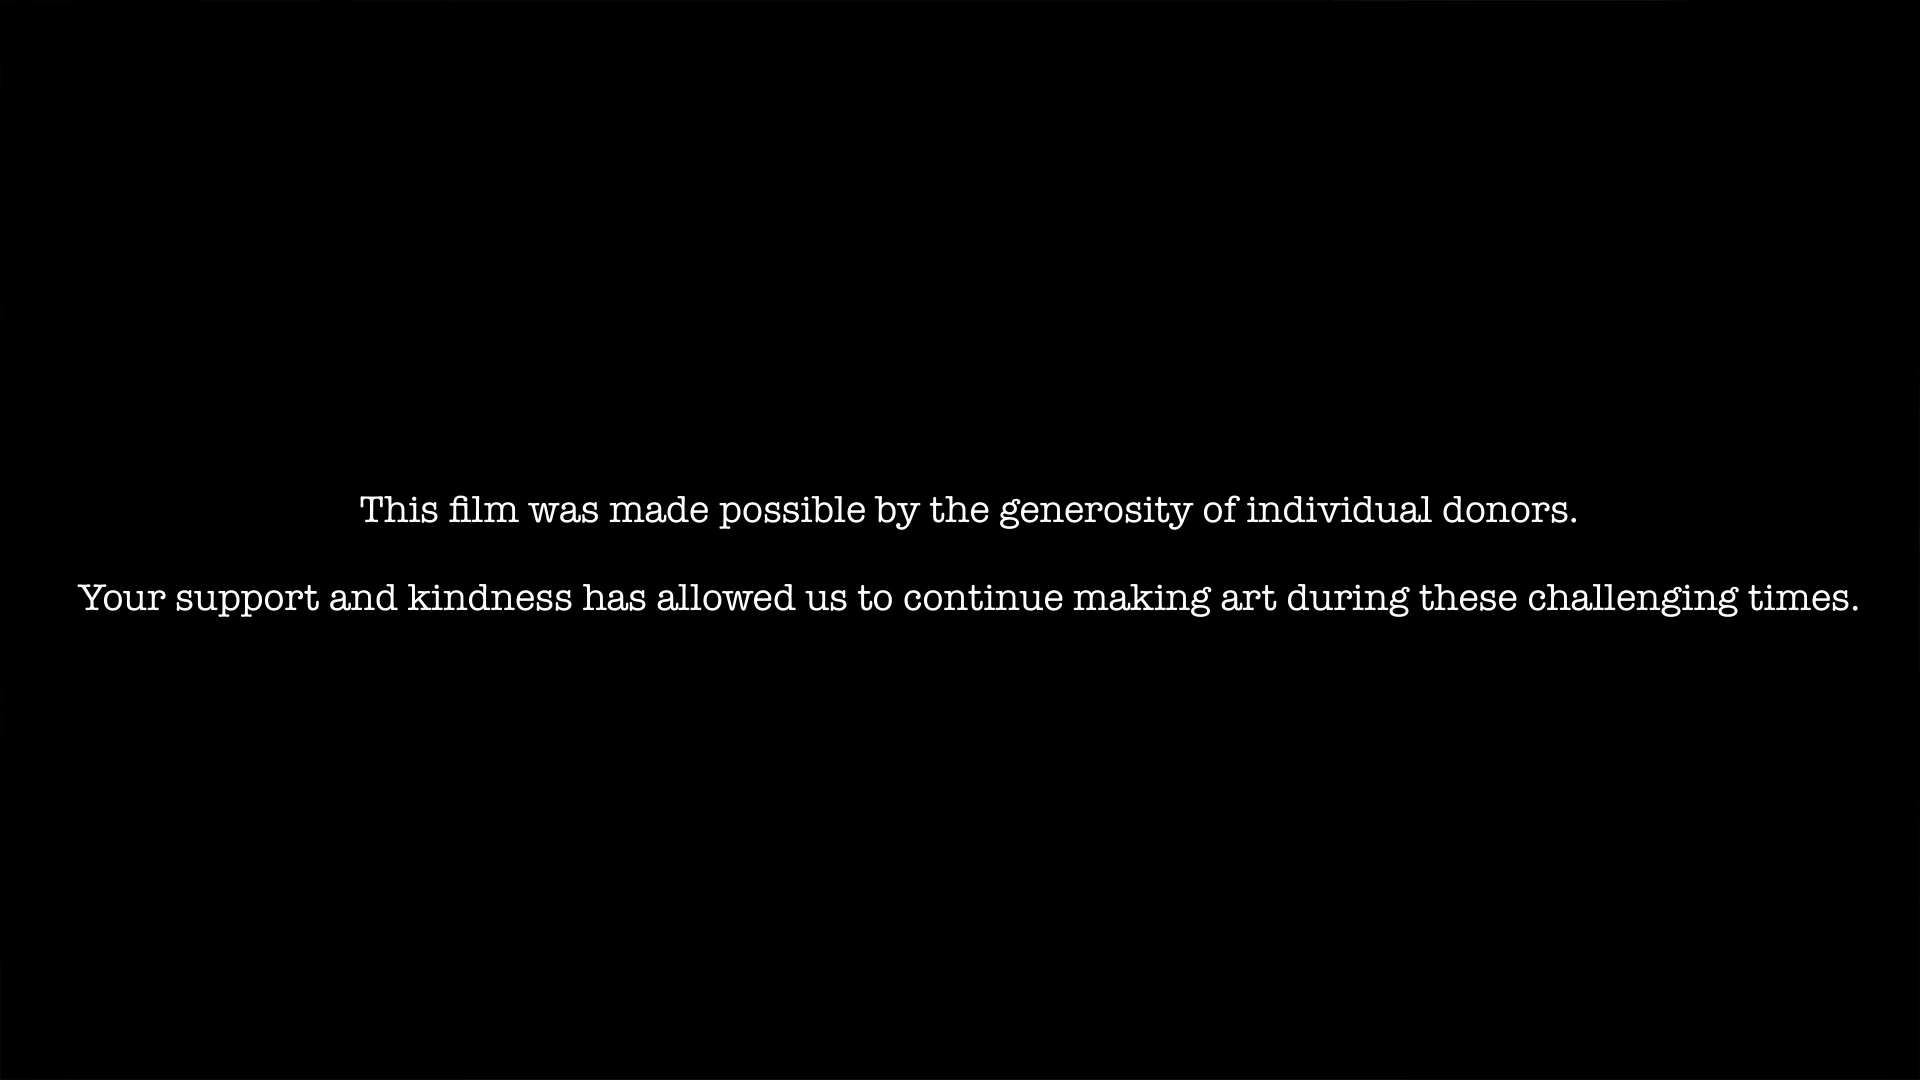 This film was made possible by the generosity of individual donors.
Your support and kindness has allowed us to continue making art during these challenging times.